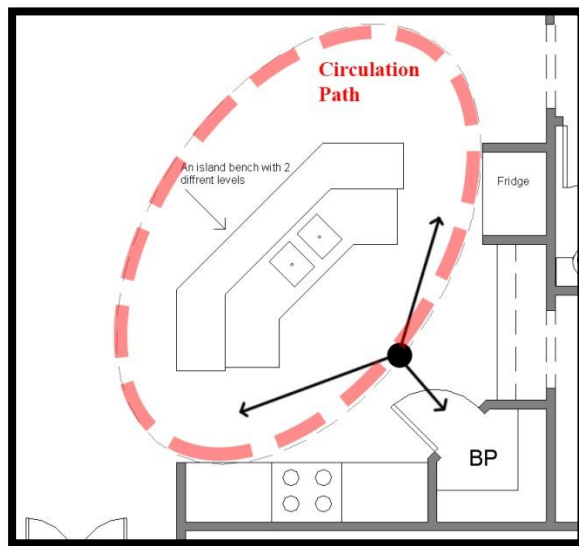 Circulation
Path
An island bench with 2
diffrent levels
Fridge
BP